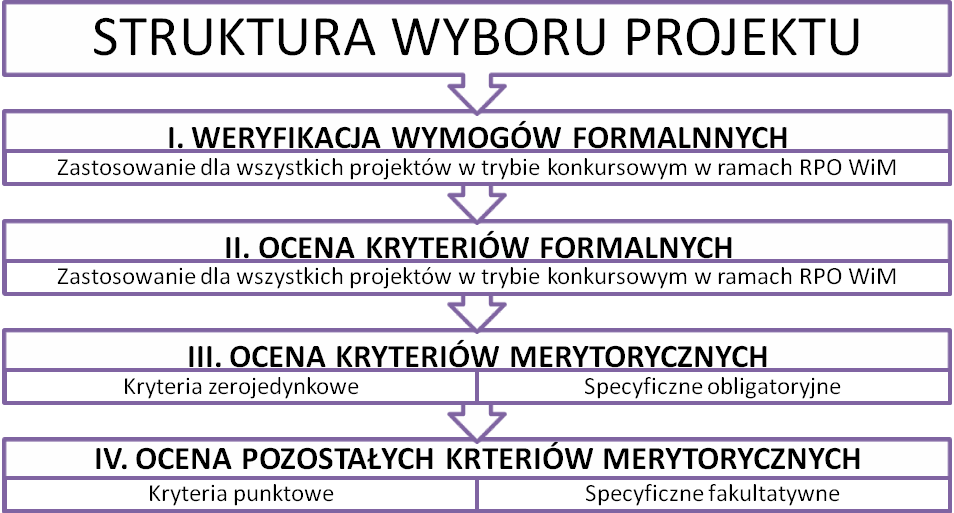 STRUKTURA WYBORU PROJEKTU
I. WERYFIKACJA WYMOGÓW FORMALNNYCH
Zastosowanie dla wszystkich projektów w trybie konkursowym w ramach RPO WiM
II. OCENA KRYTERIÓW FORMALNYCH
Zastosowanie dla wszystkich projektów w trybie konkursowym w ramach RPO WiM
III. OCENA KRYTERIÓW MERYTORYCZNYCH
Kryteria zerojedynkowe
Specyficzne obligatoryjne
IV. OCENA POZOSTAŁYCH KRTERIÓW MERYTORYCZNYCH
Kryteria punktowe
Specyficzne fakultatywne